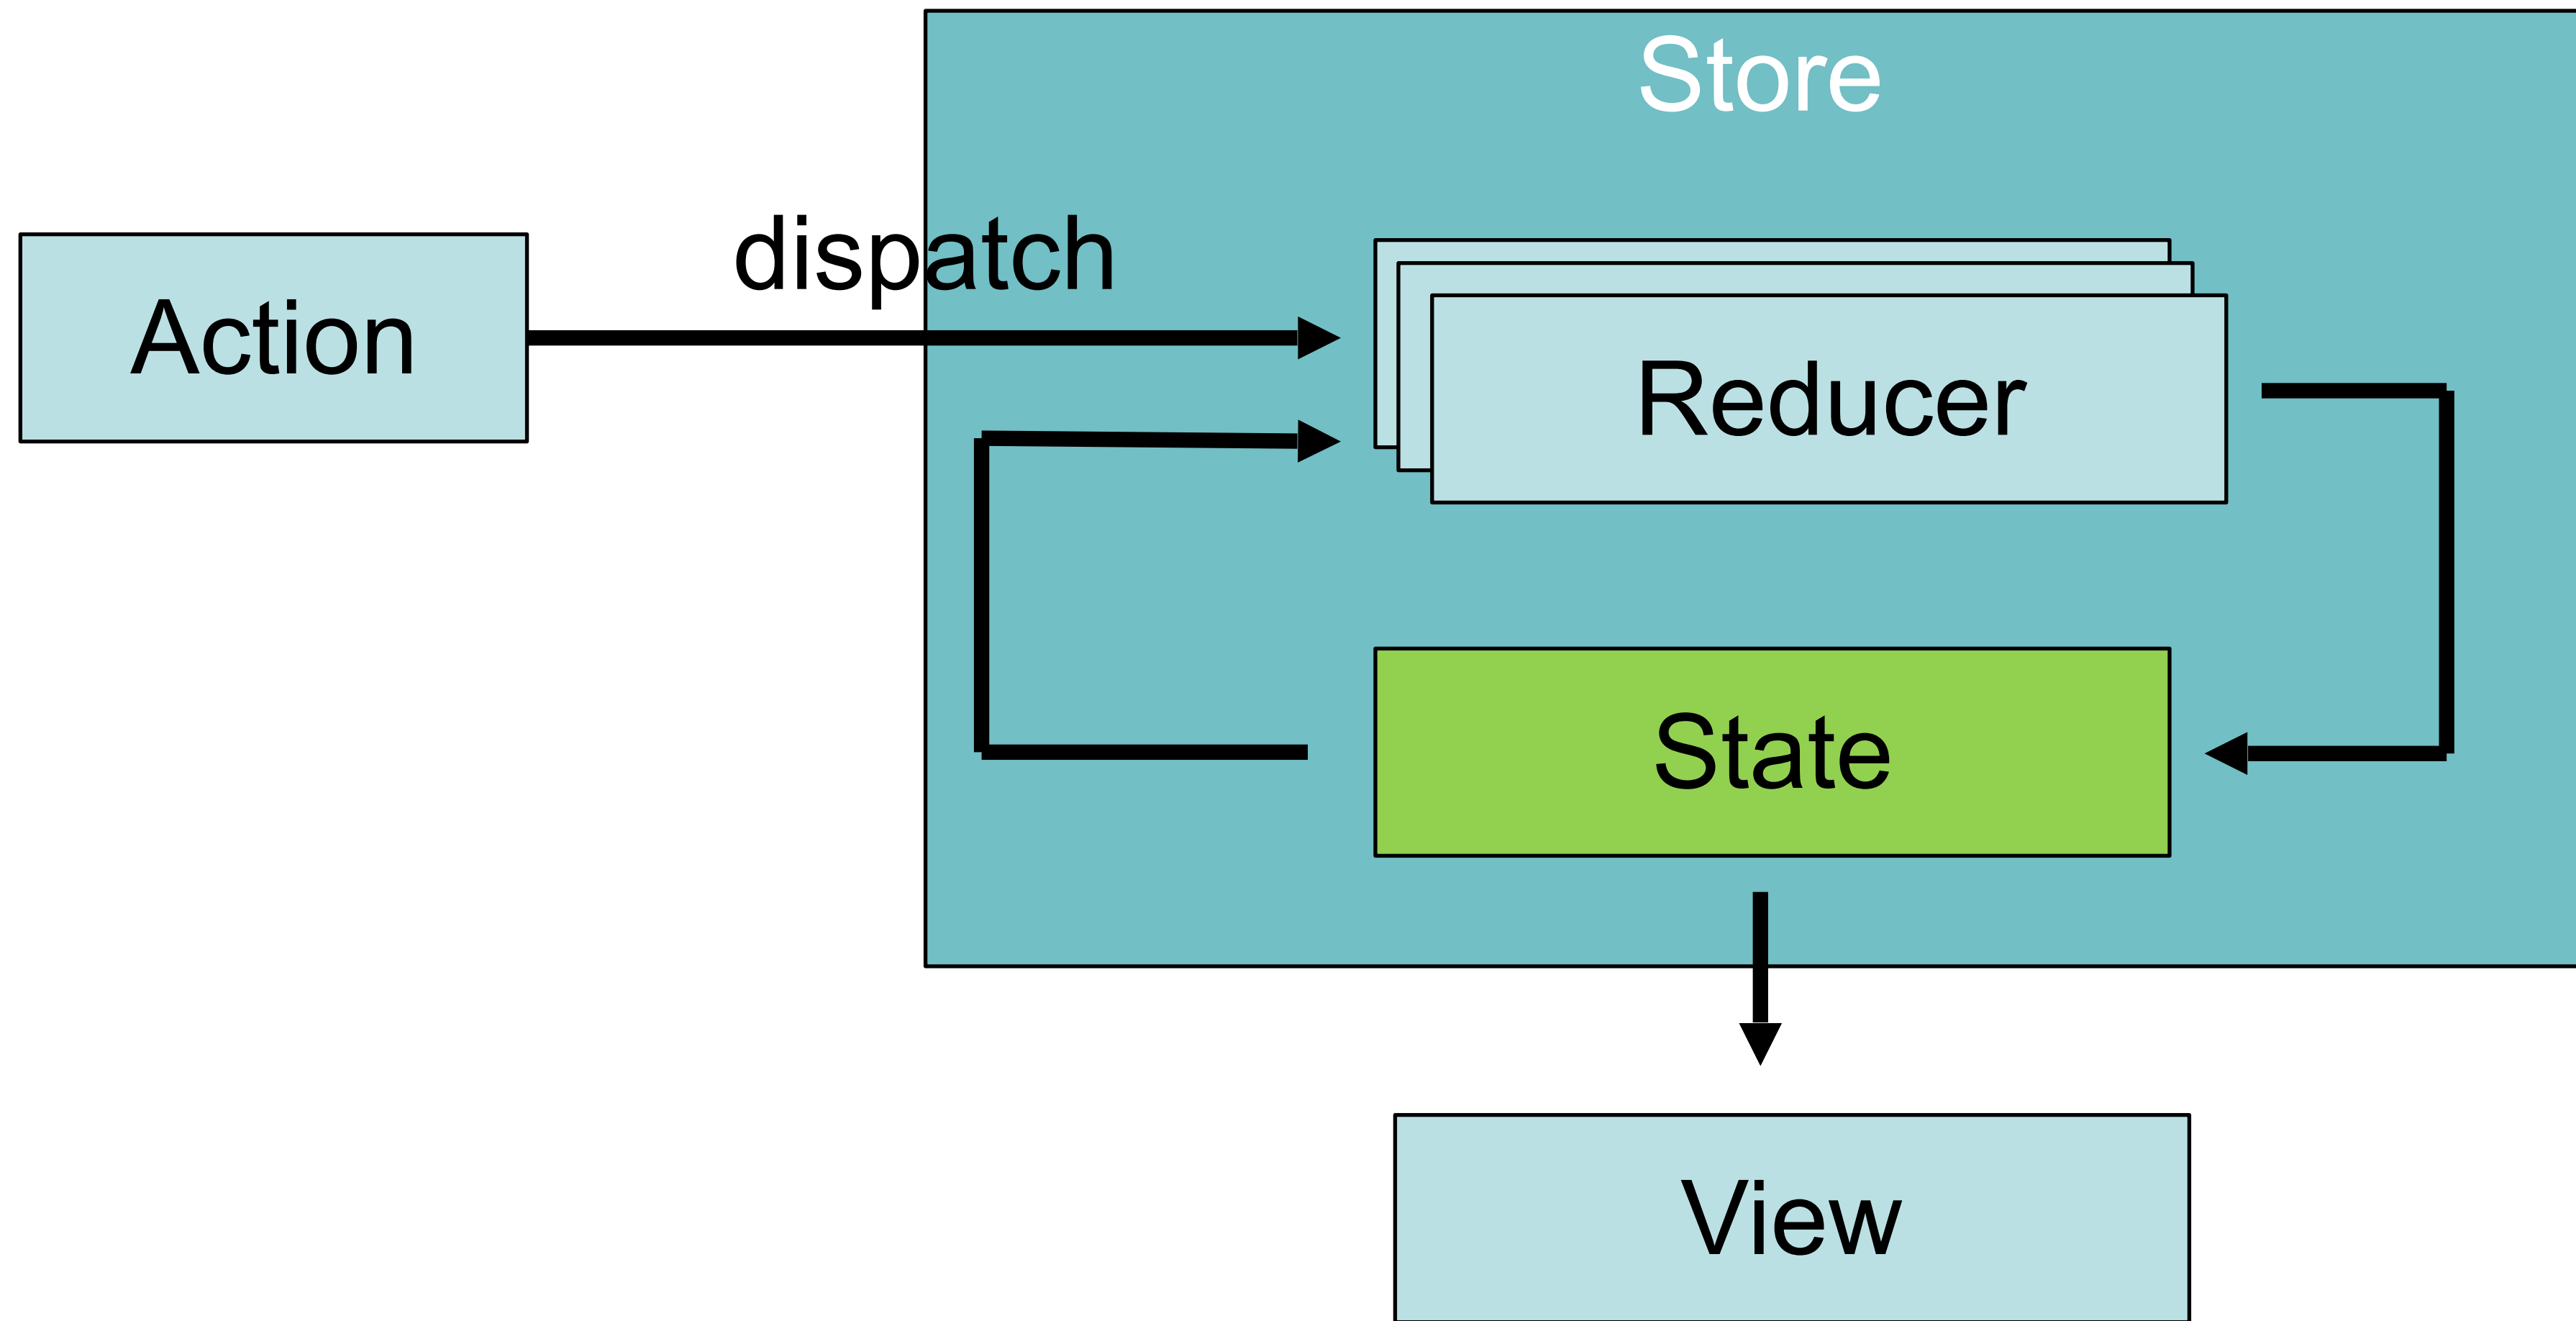 Store
dispatch
Action
Reducer
State
View